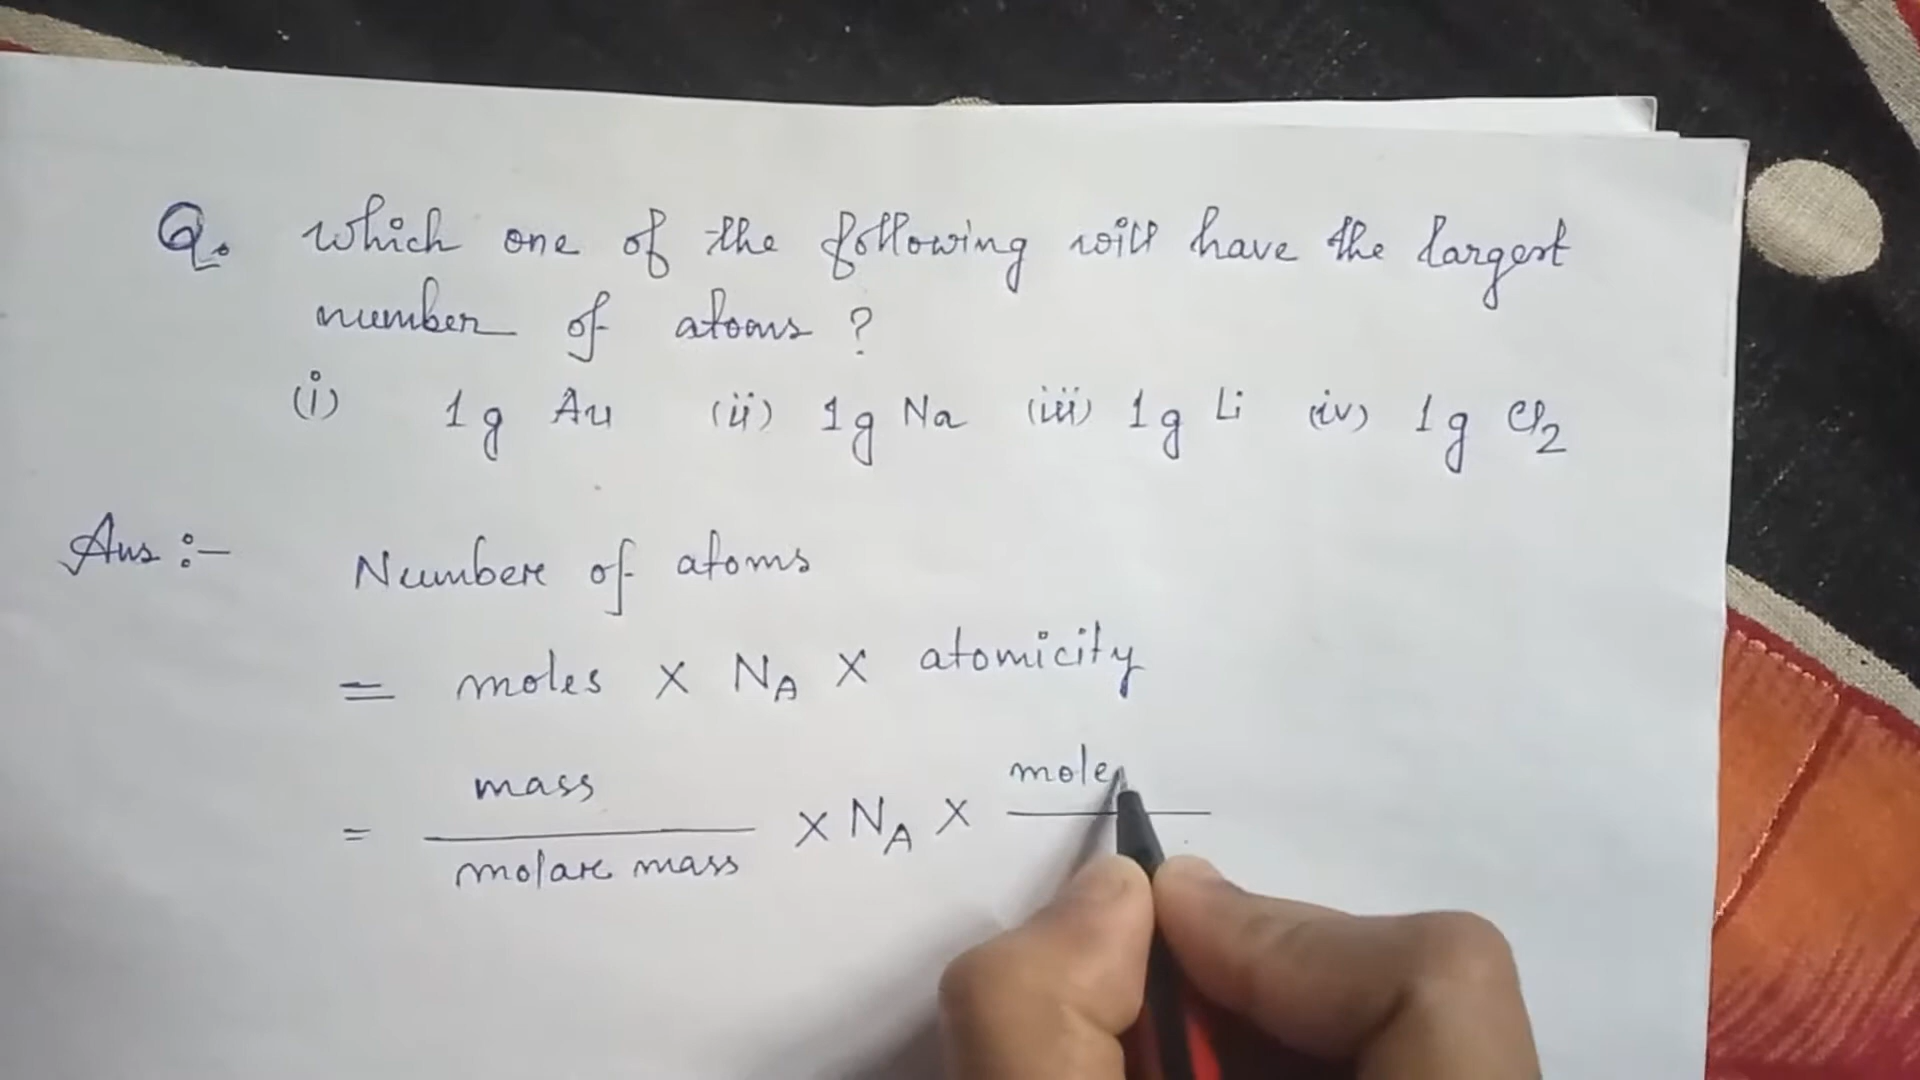 Q. which one of the following will have the largest
number of atoms ?
(i) 1g Au (ii) 1g Na (iii) 1g Li (iv) 1g Cl2
Ans :- Number of atoms
= moles X NA X atomicity
= mass / molar mass X NA X mole